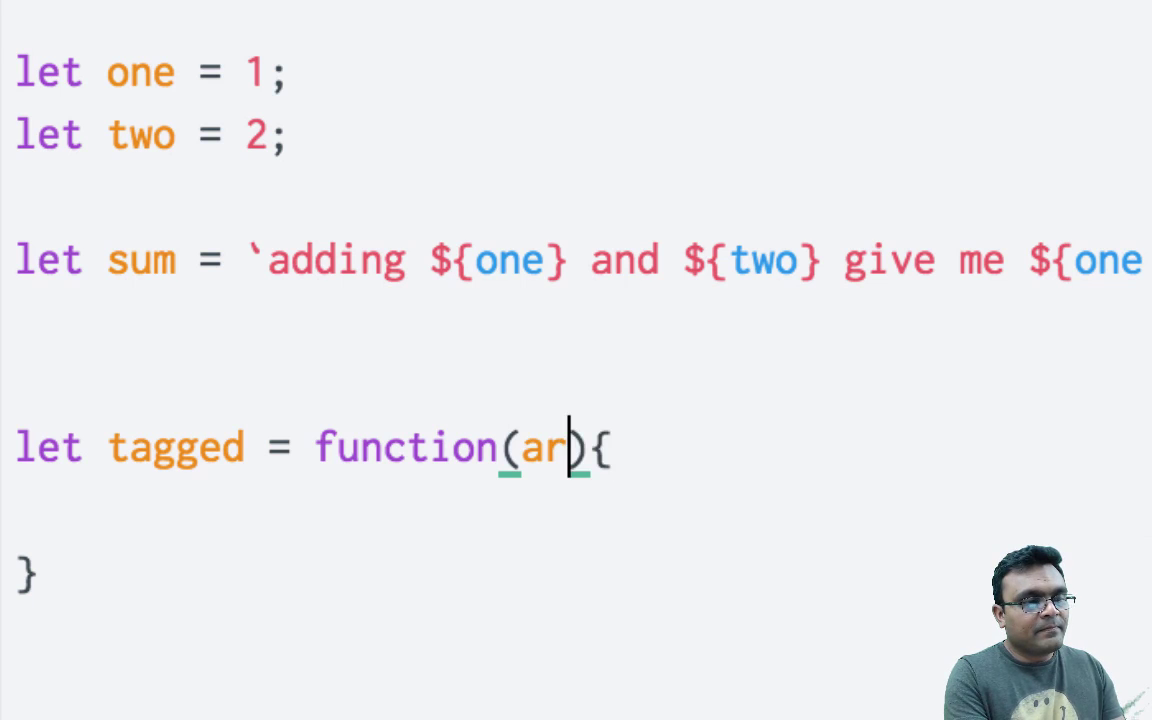 let one = 1;
let two = 2;
let sum = `adding ${one} and ${two} give me ${one
let tagged = function(ar){
}